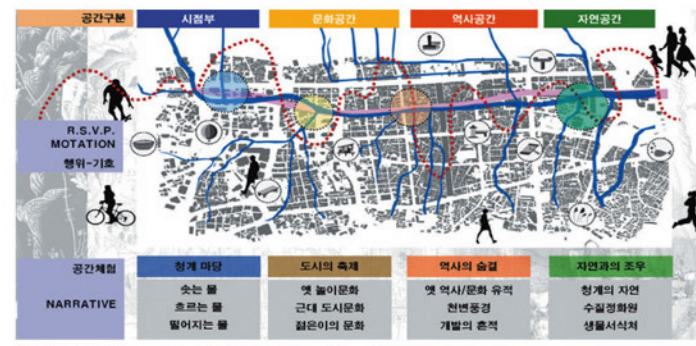 공간구분
시점부
문화공간
역사공간
자연공간
R.S.V.P.
MOTATION
행위-기호
공간체험
청계 마당
도시의 축제
역사의 숨결
자연과의 조우
NARRATIVE
솟는 물
흐르는 물
떨어지는 물
옛 놀이문화
근대 도시문화
젊은이의 문화
옛 역사/문화 유적
천변풍경
개발의 흔적
청계의 자연
수질정화원
생물서식처